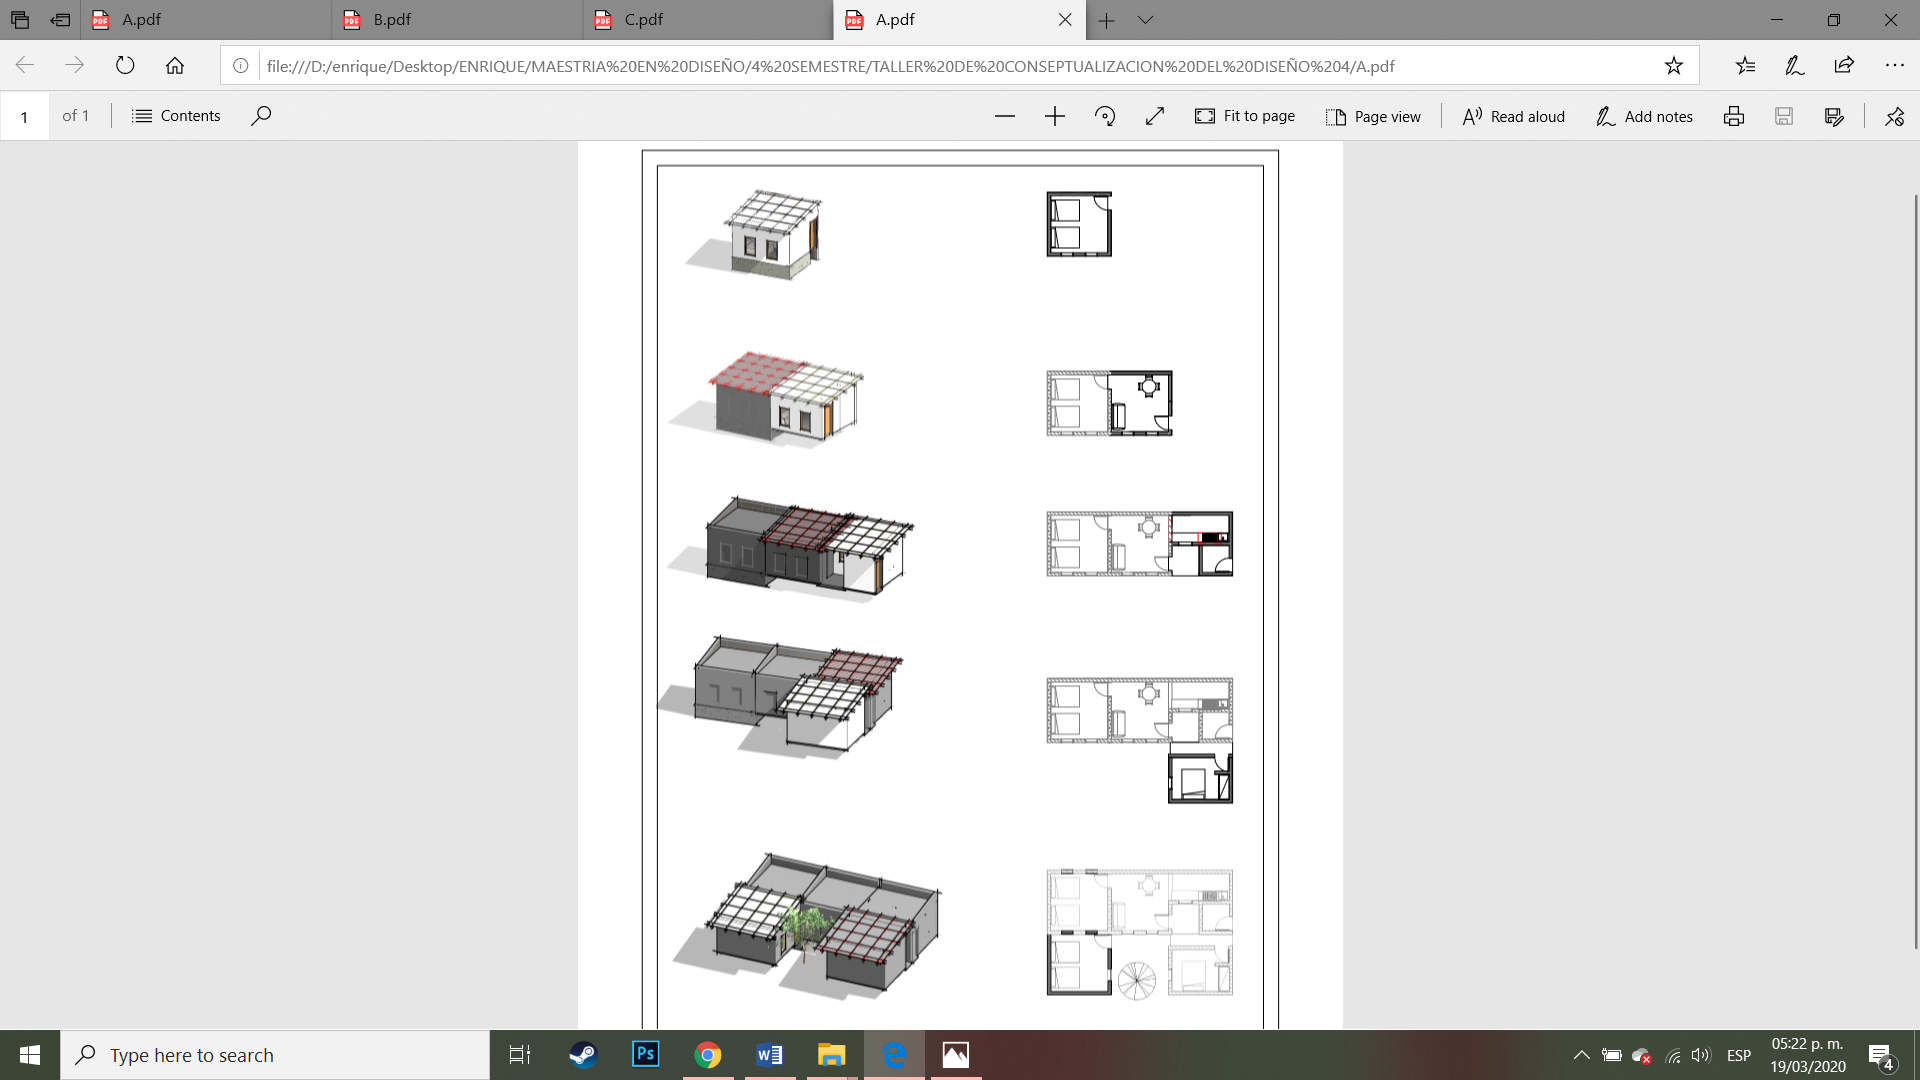 A.pdf
B.pdf
C.pdf
A.pdf
file:///D:/enrique/Desktop/ENRIQUE/MAESTRIA%20EN%20DISEÑO/4%20SEMESTRE/TALLER%20DE%20CONSEPTUALIZACION%20DEL%20DISEÑO%204/A.pdf
1 of 1 Contents Fit to page Page view Read aloud Add notes
Type here to search
Ps
ESP
05:22 p. m.
19/03/2020
4